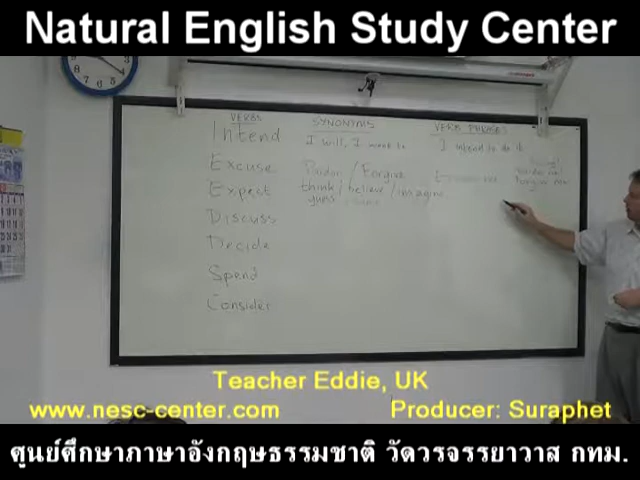 Natural English Study Center
VERBS SYNONYMS VERB PHRASES
Intend I will, I want to I intend to do it
Excuse Pardon / Forgive
Expect think / believe / imagine
Discuss
Decide
Spend
Consider
Teacher Eddie, UK
www.nesc-center.com Producer: Suraphet
ศูนย์ศึกษาภาษาอังกฤษธรรมชาติ วัดวรจรรยาวาส กทม.